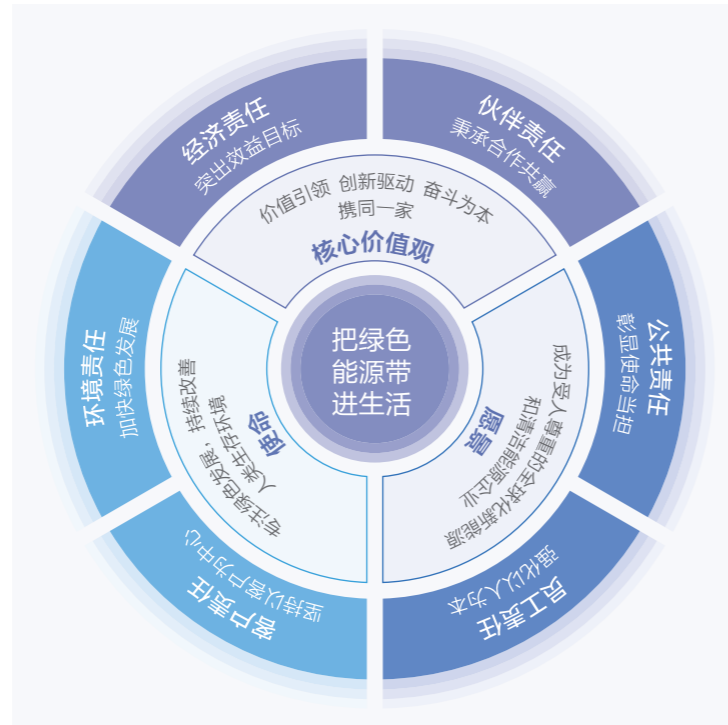 经济责任
突出效益目标
伙伴责任
秉承合作共赢
价值引领 创新驱动 奋斗为本
携同一家
核心价值观
环境责任
加快绿色发展
公共责任
彰显使命当担
把绿色
能源带
进生活
使命
专注绿色发展，持续改善
人类生存环境
愿景
成为受人尊重的全球化新能源
和清洁能源企业
客户责任
坚持以客户为中心
员工责任
强化以人为本